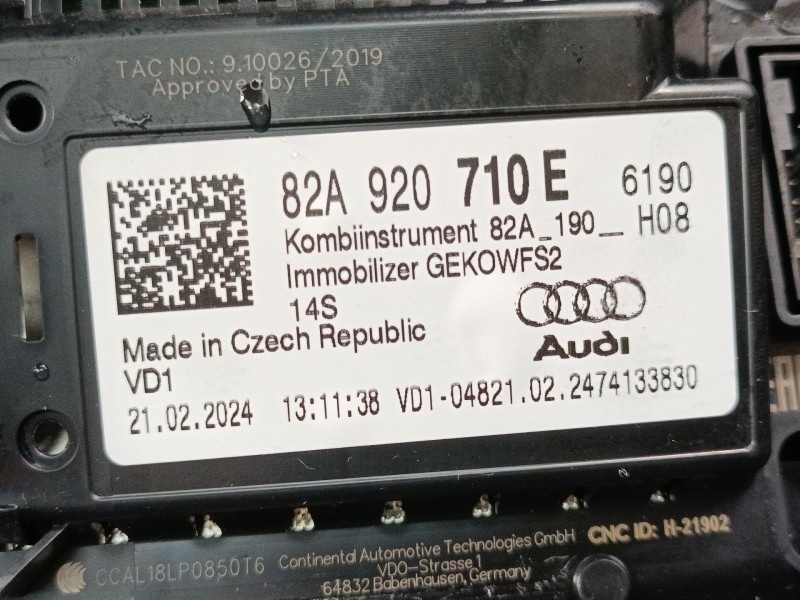 TAC NO.: 9.10026/2019
Approved by PTA
82A 920 710 E 6190
Kombiinstrument 82A_190__ H08
Immobilizer GEKOWFS2
14S
Audi
Made in Czech Republic
VD1
21.02.2024 13:11:38 VD1-04821.02.2474133830
CCAL18LP0850T6 Continental Automotive Technologies GmbH CNC ID: H-21902
VDO-Strasse 1
64832 Babenhausen, Germany